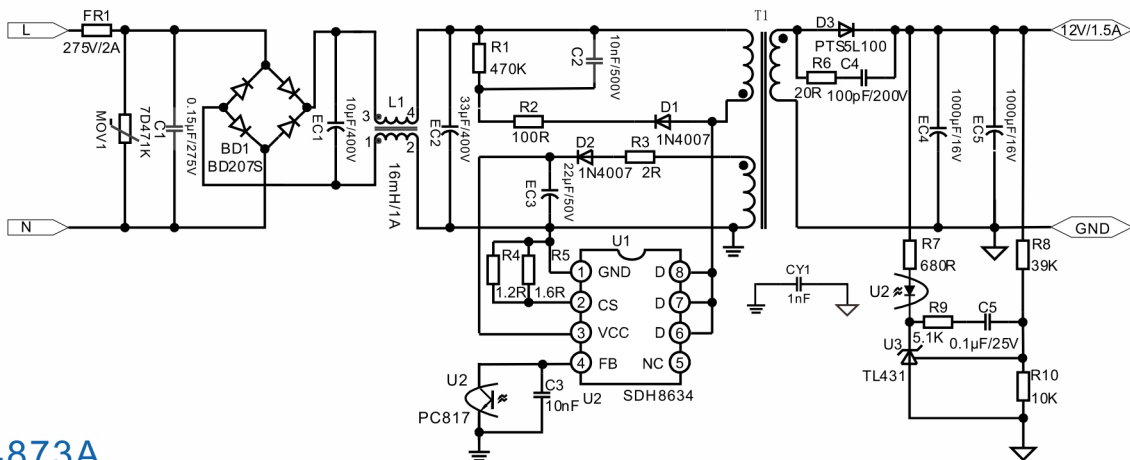 L
FR1
275V/2A
MOV1
7D471K
C1
0.15µF/275V
BD1
BD207S
EC1
10µF/400V
L1
3
4
1
2
16mH/1A
EC2
33µF/400V
R1
470K
C2
10nF/500V
R2
100R
D1
1N4007
D2
1N4007
R3
2R
EC3
22µF/50V
T1
D3
PTS5L100
R6
20R
C4
100pF/200V
EC4
1000µF/16V
EC5
1000µF/16V
12V/1.5A
GND
N
R4
1.2R
R5
1.6R
U1
1
GND
D
8
2
CS
D
7
3
VCC
D
6
4
FB
NC
5
U2
SDH8634
U2
PC817
C3
10nF
CY1
1nF
R7
680R
R8
39K
U2
R9
5.1K
C5
0.1µF/25V
U3
TL431
R10
10K
4873A